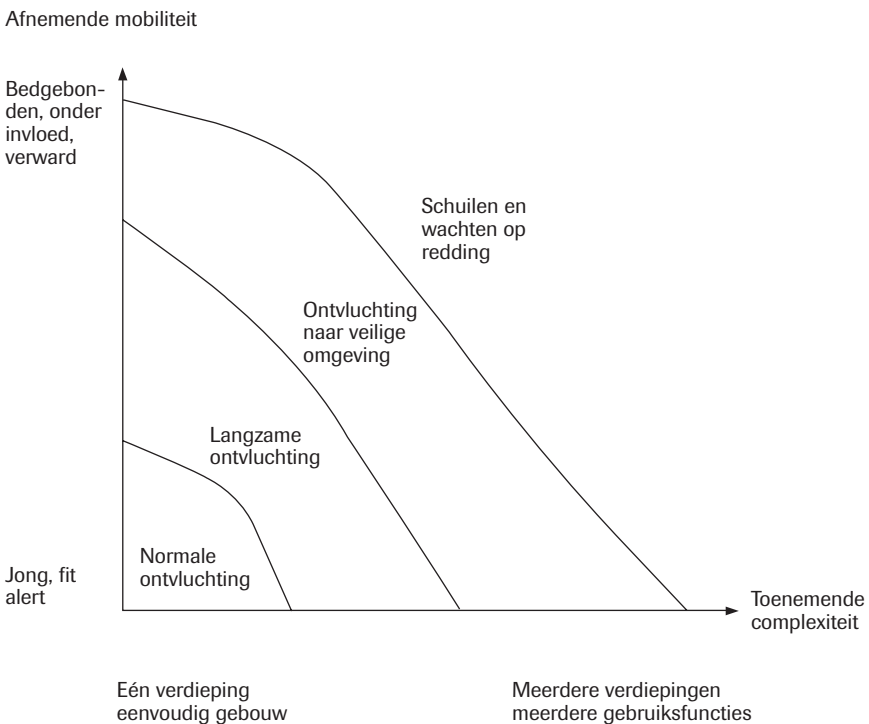 Afnemende mobiliteit
Bedgebon-
den, onder
invloed,
verward
Schuilen en
wachten op
redding
Ontvluchting
naar veilige
omgeving
Langzame
ontvluchting
Normale
ontvluchting
Jong, fit
alert
Toenemende
complexiteit
Eén verdieping
eenvoudig gebouw
Meerdere verdiepingen
meerdere gebruiksfuncties